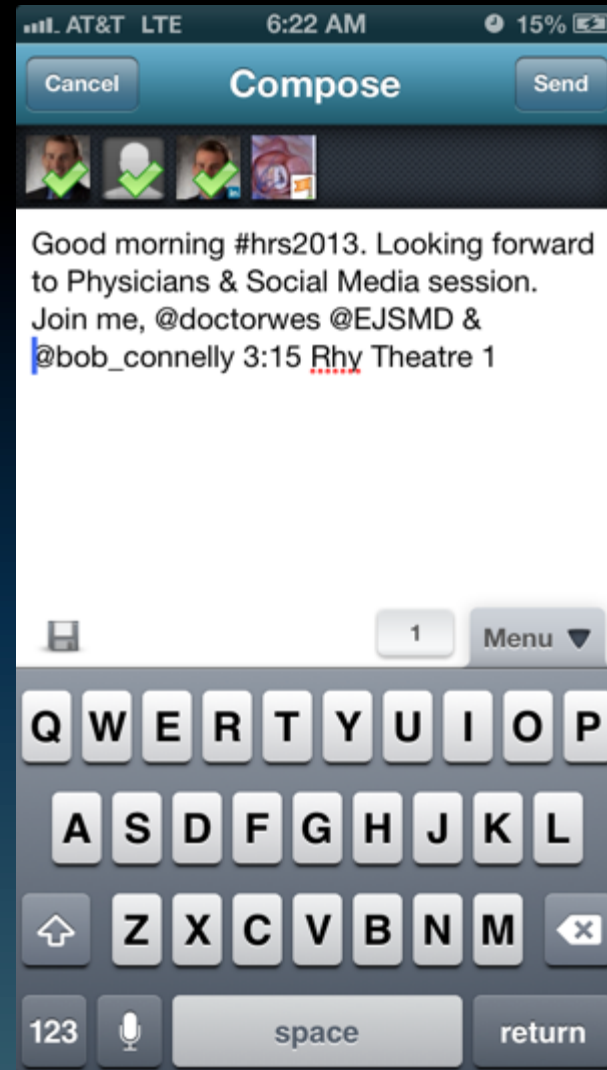 AT&T LTE 6:22 AM 15%
Cancel Compose Send
Good morning #hrs2013. Looking forward
to Physicians & Social Media session.
Join me, @doctorwes @EJSMD &
@bob_connelly 3:15 Rhy Theatre 1
1 Menu
Q W E R T Y U I O P
A S D F G H J K L
Z X C V B N M
123 space return